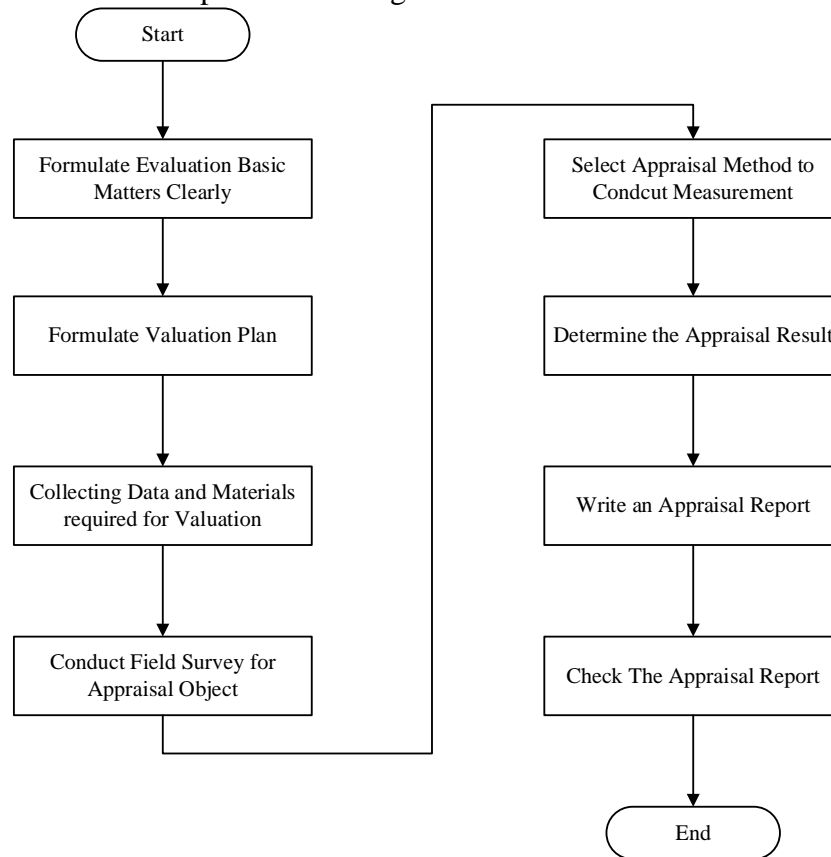 Start
Formulate Evaluation Basic
Matters Clearly
Formulate Valuation Plan
Collecting Data and Materials
required for Valuation
Conduct Field Survey for
Appraisal Object
Select Appraisal Method to
Condcut Measurement
Determine the Appraisal Result
Write an Appraisal Report
Check The Appraisal Report
End